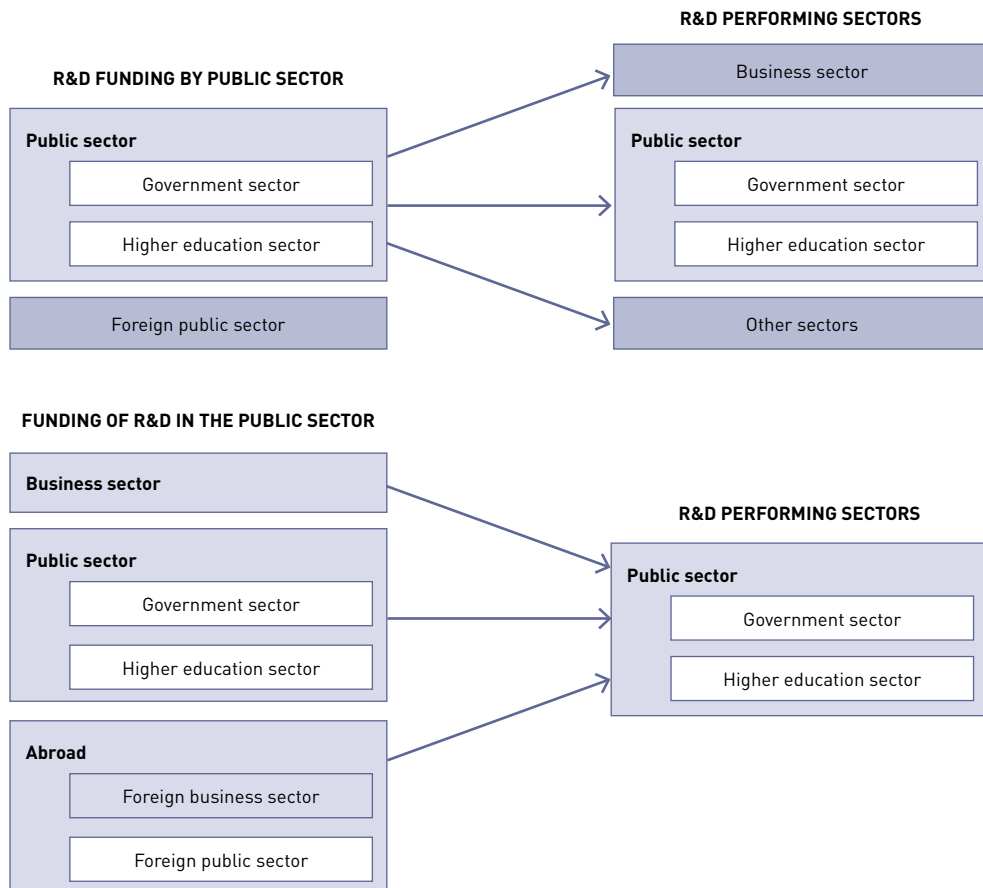 R&D FUNDING BY PUBLIC SECTOR
Public sector
Government sector
Higher education sector
Foreign public sector
R&D PERFORMING SECTORS
Business sector
Public sector
Government sector
Higher education sector
Other sectors
FUNDING OF R&D IN THE PUBLIC SECTOR
Business sector
Public sector
Government sector
Higher education sector
Abroad
Foreign business sector
Foreign public sector
R&D PERFORMING SECTORS
Public sector
Government sector
Higher education sector